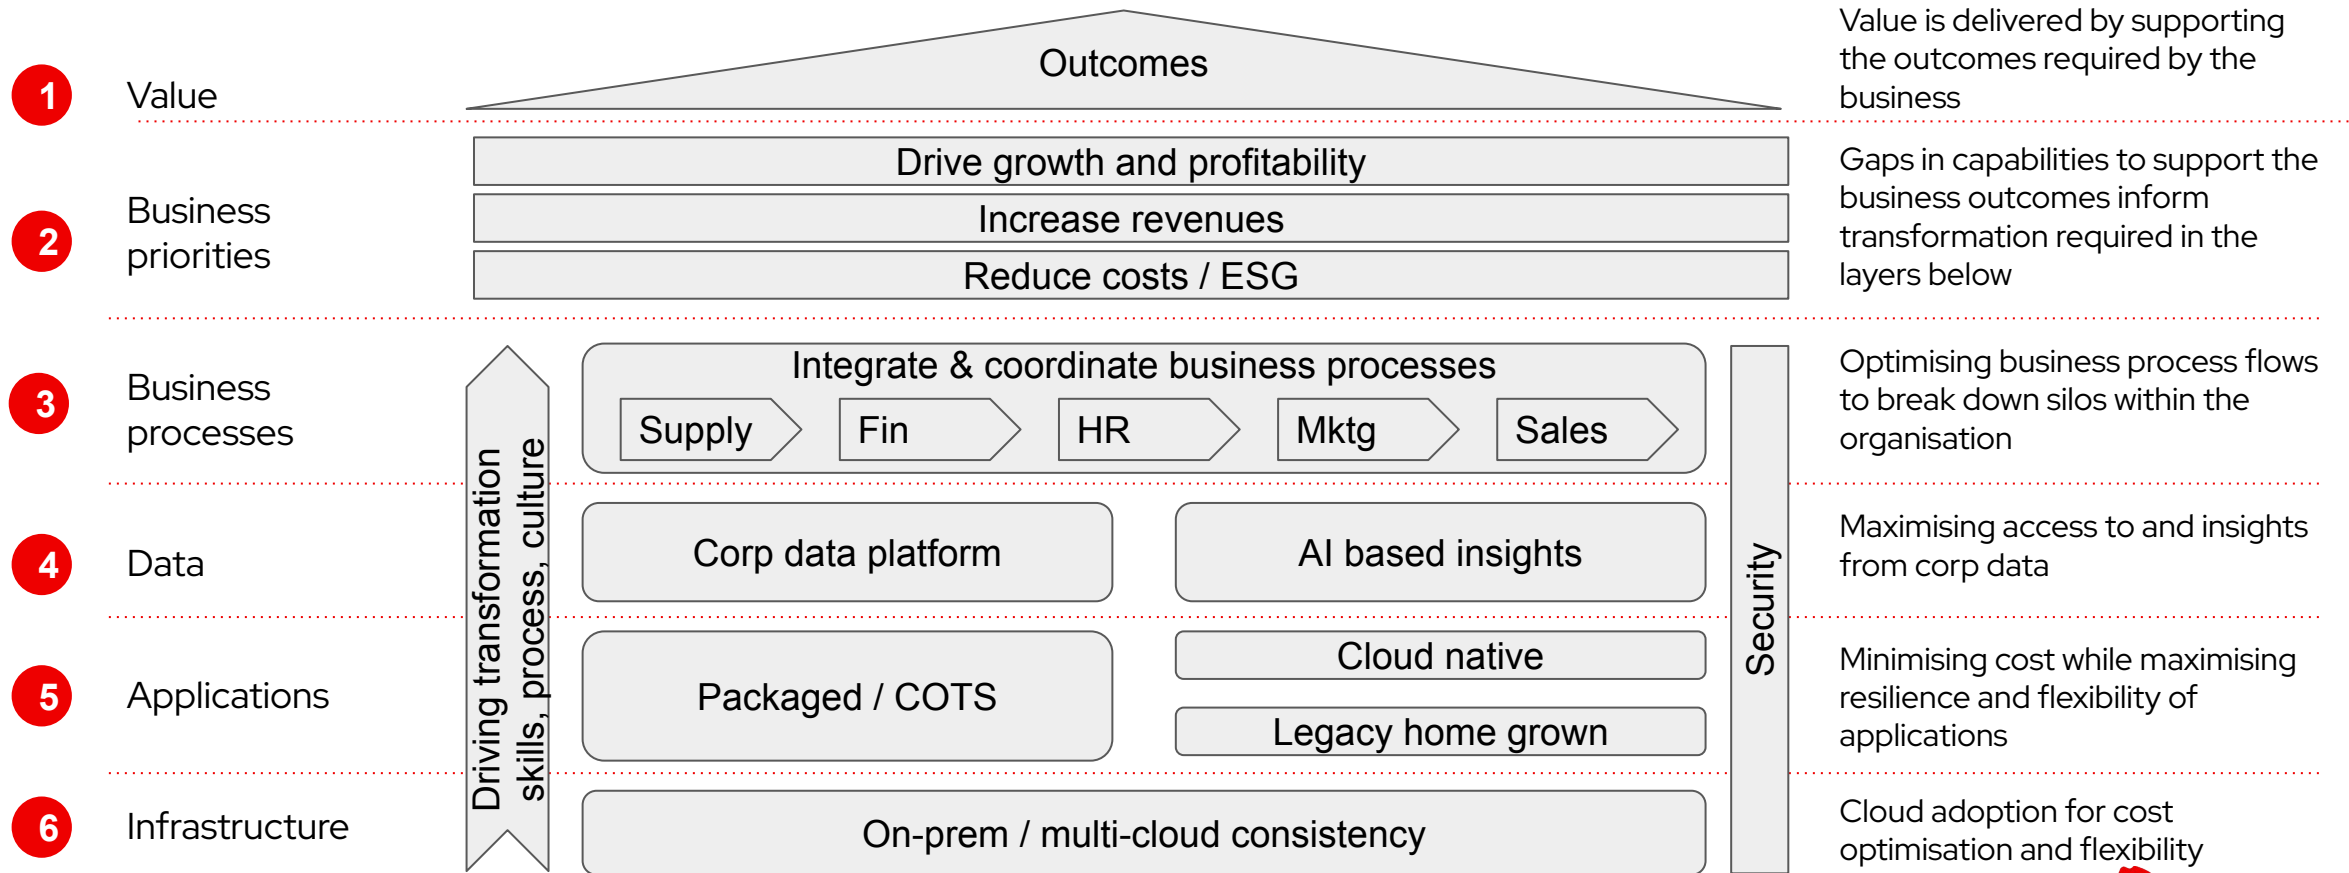 1
Value
Outcomes
Value is delivered by supporting
the outcomes required by the
business
2
Business
priorities
Drive growth and profitability
Increase revenues
Reduce costs / ESG
Gaps in capabilities to support the
business outcomes inform
transformation required in the
layers below
3
Business
processes
Integrate & coordinate business processes
Supply
Fin
HR
Mktg
Sales
Optimising business process flows
to break down silos within the
organisation
Driving transformation
skills, process, culture
Security
4
Data
Corp data platform
AI based insights
Maximising access to and insights
from corp data
5
Applications
Packaged / COTS
Cloud native
Legacy home grown
Minimising cost while maximising
resilience and flexibility of
applications
6
Infrastructure
On-prem / multi-cloud consistency
Cloud adoption for cost
optimisation and flexibility